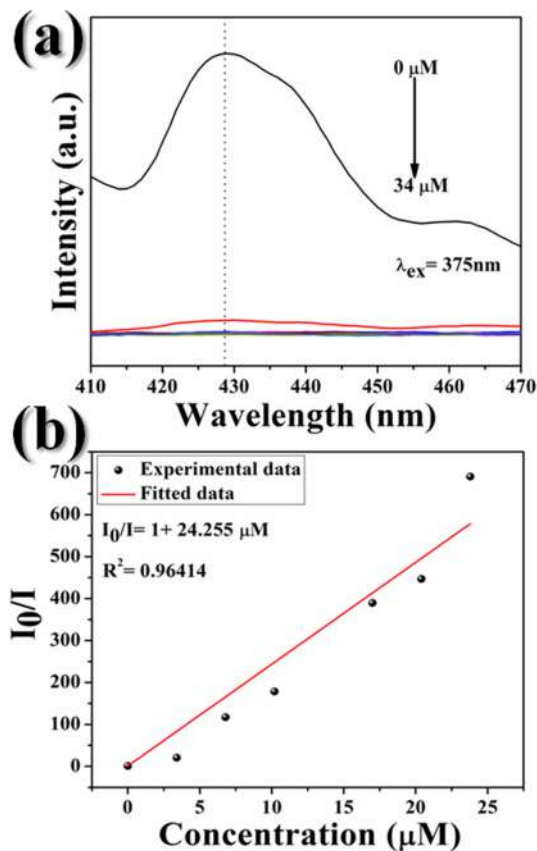 (a)
Intensity (a.u.)
0 μM
34 μM
λex= 375nm
410 420 430 440 450 460 470
Wavelength (nm)
(b)
I0/I
700
600
500
400
300
200
100
0
Experimental data
Fitted data
I0/I= 1+ 24.255 μM
R²= 0.96414
0 5 10 15 20 25
Concentration (μM)